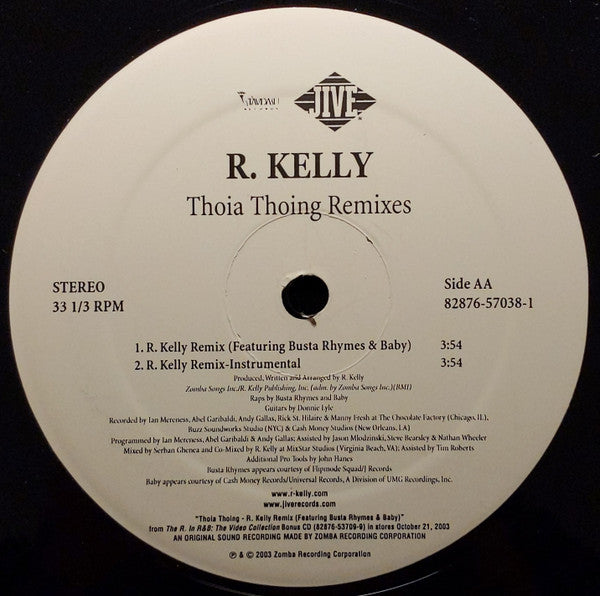 JIVE
R. KELLY
Thoia Thoing Remixes
STEREO
33 1/3 RPM
Side AA
82876-57038-1
1. R. Kelly Remix (Featuring Busta Rhymes & Baby) 3:54
2. R. Kelly Remix-Instrumental 3:54
Produced, Written and Arranged by R. Kelly
Zomba Songs Inc./R. Kelly Publishing, Inc. (adm. by Zomba Songs Inc.)(BMI)
Raps by Busta Rhymes and Baby
Guitars by Donnie Lyle
Recorded by Ian Mereness, Abel Garibaldi, Andy Gallas, Rick St. Hilaire & Manny Fresh at The Chocolate Factory (Chicago, IL),
Buzz Soundworks Studio (NYC) & Cash Money Studios (New Orleans, LA)
Programmed by Ian Mereness, Abel Garibaldi & Andy Gallas; Assisted by Jason Mlodzinski, Steve Bearsley & Nathan Wheeler
Mixed by Serban Ghenea and Co-Mixed by R. Kelly at MixStar Studios (Virginia Beach, VA); Assisted by Tim Roberts
Additional Pro Tools by John Hanes
Busta Rhymes appears courtesy of Flipmode Squad/J Records
Baby appears courtesy of Cash Money Records/Universal Records, A Division of UMG Recordings, Inc.
www.r-kelly.com
www.jiverecords.com
"Thoia Thoing - R. Kelly Remix (Featuring Busta Rhymes & Baby)"
from The R. In R&B: The Video Collection Bonus CD (82876-53709-9) in stores October 21, 2003
AN ORIGINAL SOUND RECORDING MADE BY ZOMBA RECORDING CORPORATION
℗ & © 2003 Zomba Recording Corporation